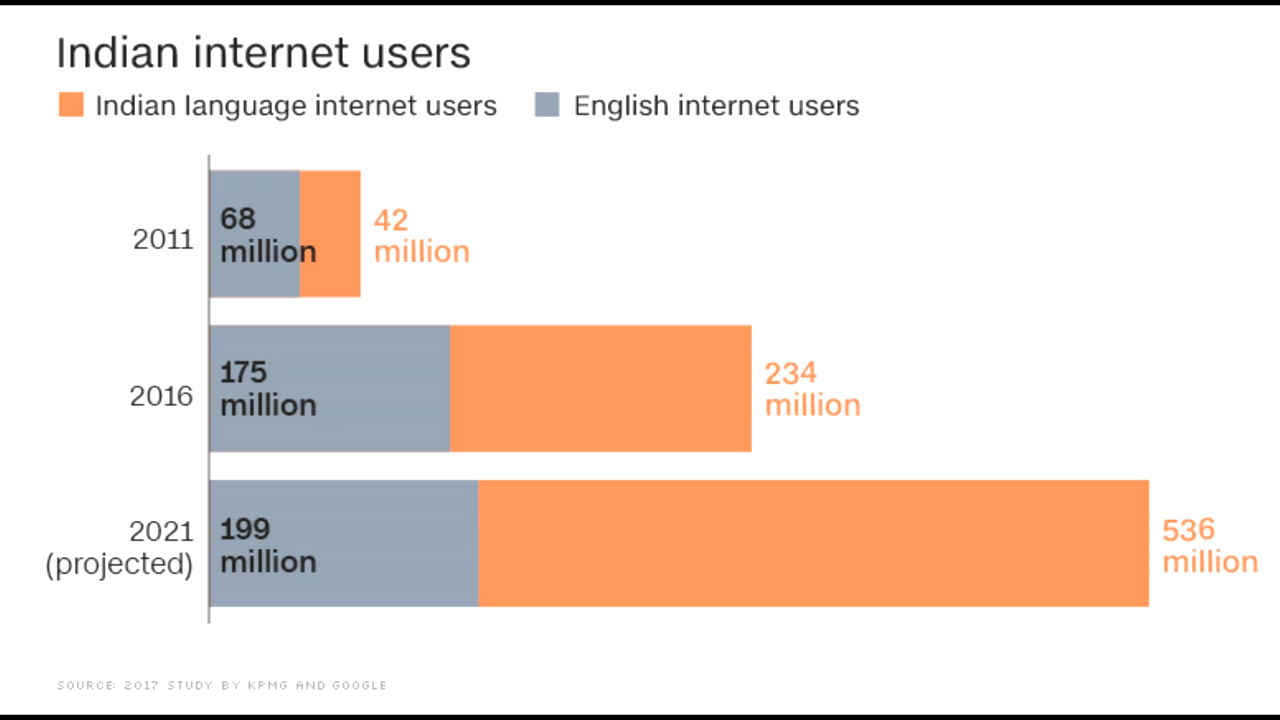 Indian internet users
Indian language internet users English internet users
2011
68
million
42
million
2016
175
million
234
million
2021
(projected)
199
million
536
million
SOURCE: 2017 STUDY BY KPMG AND GOOGLE